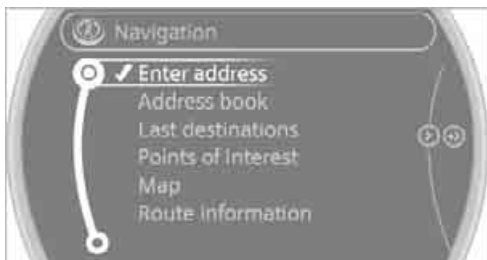 Navigation
Enter address
Address book
Last destinations
Points of Interest
Map
Route information